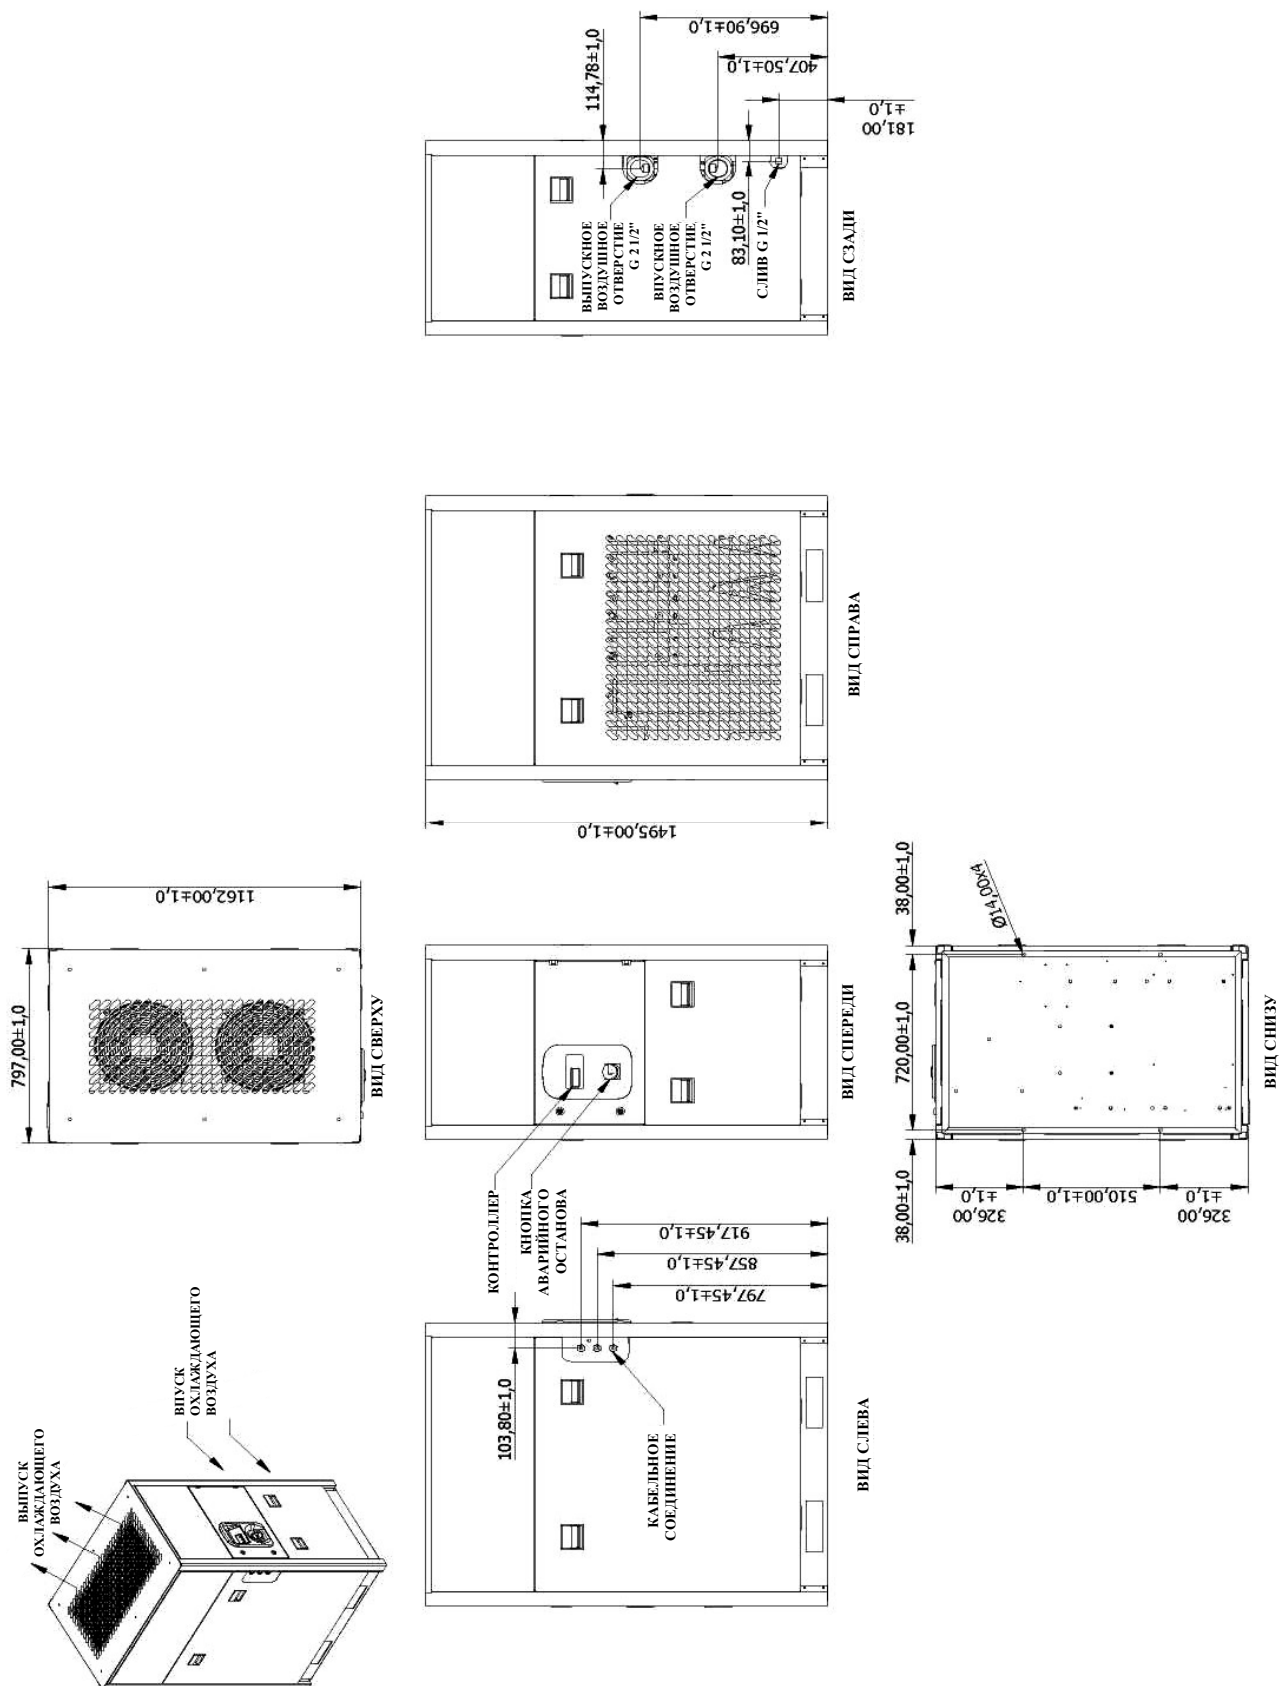 ВЫПУСК
ОХЛАЖДАЮЩЕГО
ВОЗДУХА
ВПУСК
ОХЛАЖДАЮЩЕГО
ВОЗДУХА
797,00±1,0
1162,00±1,0
ВИД СВЕРХУ
103,80±1,0
КАБЕЛЬНОЕ
СОЕДИНЕНИЕ
797,45±1,0
857,45±1,0
917,45±1,0
ВИД СЛЕВА
КОНТРОЛЛЕР
КНОПКА
АВАРИЙНОГО
ОСТАНОВА
ВИД СПЕРЕДИ
1495,00±1,0
ВИД СПРАВА
114,78±1,0
696,90±1,0
407,50±1,0
181,00
±1,0
83,10±1,0
ВЫПУСКНОЕ
ВОЗДУШНОЕ
ОТВЕРСТИЕ
G 2 1/2"
ВПУСКНОЕ
ВОЗДУШНОЕ
ОТВЕРСТИЕ
G 2 1/2"
СЛИВ G 1/2"
ВИД СЗАДИ
38,00±1,0
720,00±1,0
38,00±1,0
Ø14,00x4
326,00
±1,0
510,00±1,0
326,00
±1,0
ВИД СНИЗУ